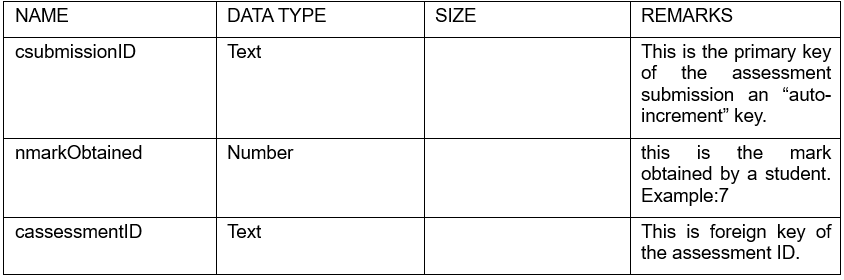 NAME DATA TYPE SIZE REMARKS
csubmissionID Text This is the primary key
of the assessment
submission an “auto-
increment” key.
nmarkObtained Number this is the mark
obtained by a student.
Example:7
cassessmentID Text This is foreign key of
the assessment ID.